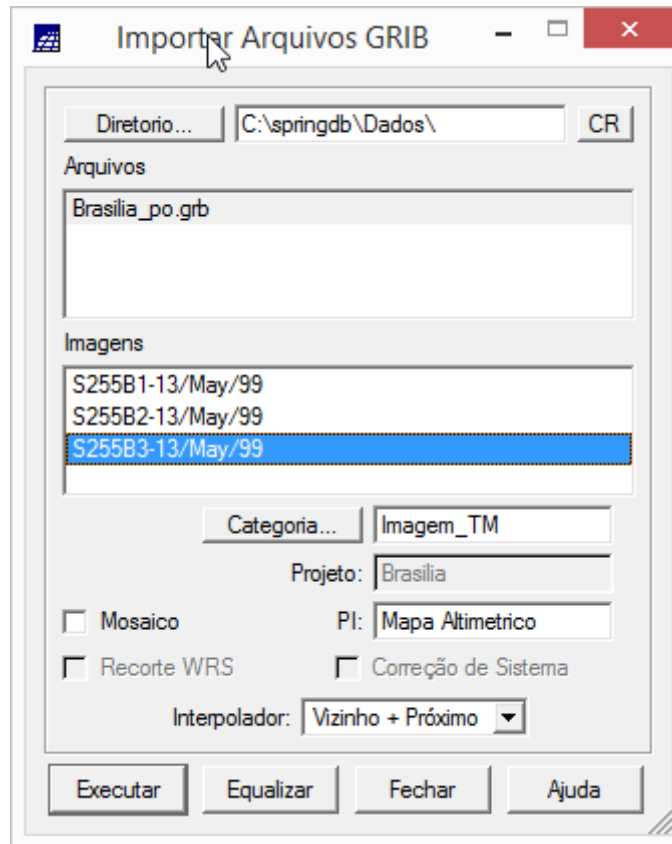 Importar Arquivos GRIB
Diretorio... C:\springdb\Dados\ CR
Arquivos
Brasilia_po.grb
Imagens
S255B1-13/May/99
S255B2-13/May/99
S255B3-13/May/99
Categoria... Imagem_TM
Projeto: Brasilia
Mosaico PI: Mapa Altimetrico
Recorte WRS Correção de Sistema
Interpolador: Vizinho + Próximo
Executar Equalizar Fechar Ajuda